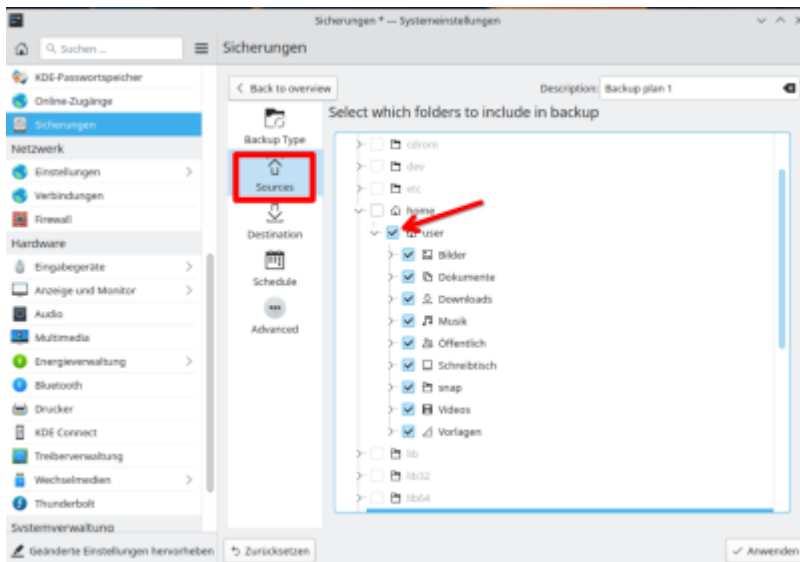 Sicherungen * — Systemeinstellungen
Suchen ...
Sicherungen
KDE-Passwortspeicher
Online-Zugänge
Sicherungen
Netzwerk
Einstellungen
Verbindungen
Firewall
Hardware
Eingabegeräte
Anzeige und Monitor
Audio
Multimedia
Energieverwaltung
Bluetooth
Drucker
KDE Connect
Treiberverwaltung
Wechselmedien
Thunderbolt
Systemverwaltung
Geänderte Einstellungen hervorheben
Back to overview
Description: Backup plan 1
Backup Type
Sources
Destination
Schedule
Advanced
Select which folders to include in backup
cdrom
dev
etc
home
user
Bilder
Dokumente
Downloads
Musik
Öffentlich
Schreibtisch
snap
Videos
Vorlagen
lib
lib32
lib64
Zurücksetzen
Anwenden